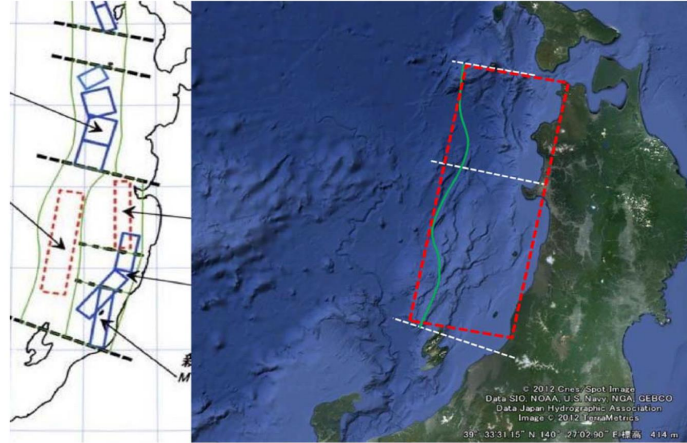 M
© 2012 Cnes/Spot Image
Data SIO, NOAA, U.S. Navy, NGA, GEBCO
Data Japan Hydrographic Association
Image © 2012 TerraMetrics
39° 33'31.15" N 140° 27'02.90" E 標高 414 m